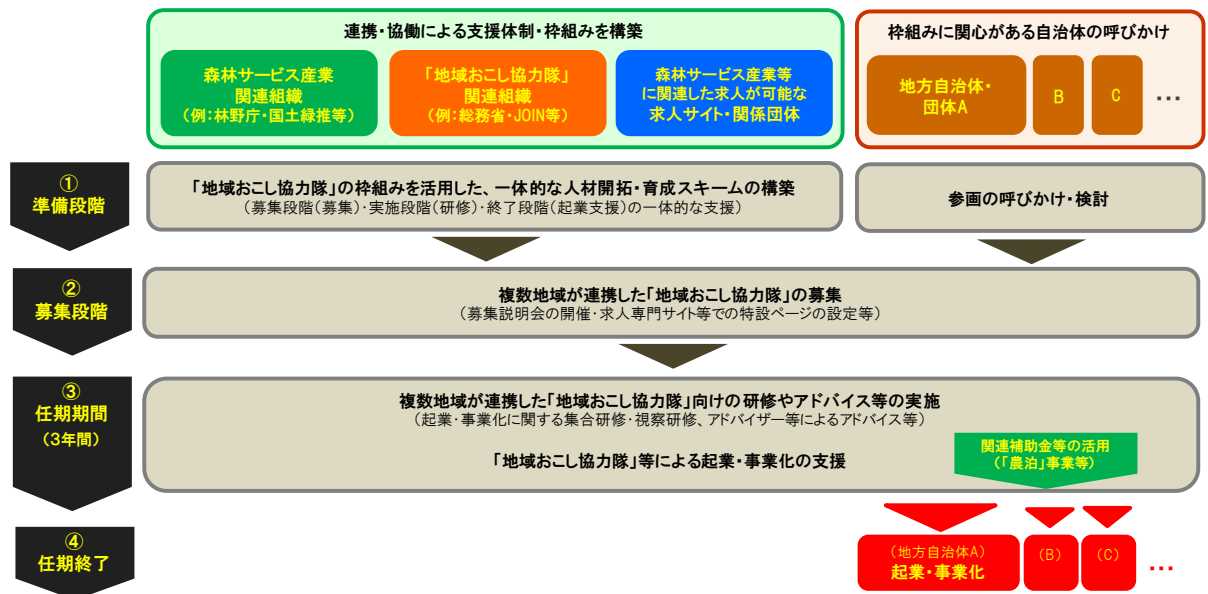 連携・協働による支援体制・枠組みを構築
森林サービス産業
関連組織
(例:林野庁・国土緑推等)
「地域おこし協力隊」
関連組織
(例:総務省・JOIN等)
森林サービス産業等
に関連した求人が可能な
求人サイト・関係団体
枠組みに関心がある自治体の呼びかけ
地方自治体・
団体A
B
C
…
①
準備段階
「地域おこし協力隊」の枠組みを活用した、一体的な人材開拓・育成スキームの構築
(募集段階(募集)・実施段階(研修)・終了段階(起業支援)の一体的な支援)
参画の呼びかけ・検討
②
募集段階
複数地域が連携した「地域おこし協力隊」の募集
(募集説明会の開催・求人専門サイト等での特設ページの設定等)
③
任期期間
(3年間)
複数地域が連携した「地域おこし協力隊」向けの研修やアドバイス等の実施
(起業・事業化に関する集合研修・視察研修、アドバイザー等によるアドバイス等)
「地域おこし協力隊」等による起業・事業化の支援
関連補助金等の活用
(「農泊」事業等)
④
任期終了
(地方自治体A)
起業・事業化
(B)
(C)
…